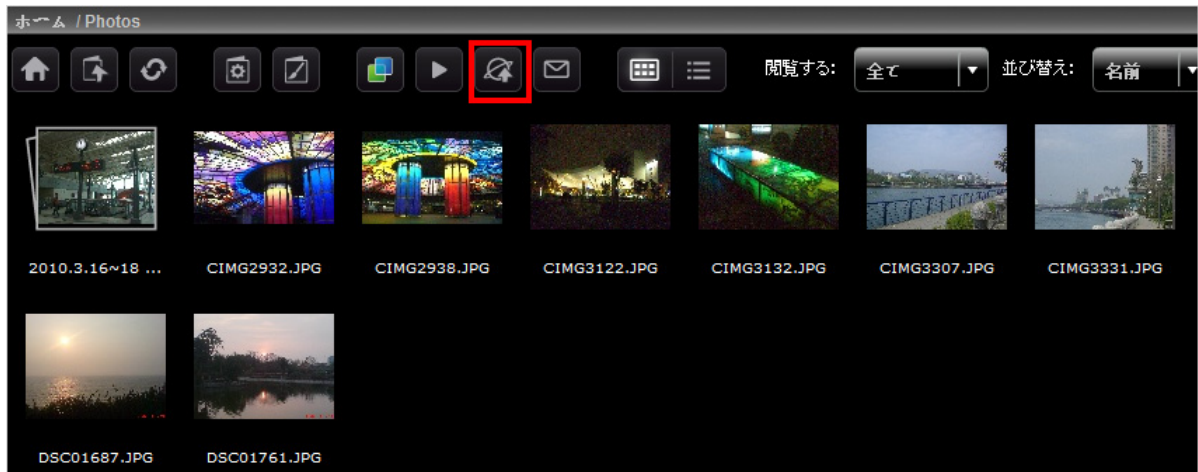 ホーム / Photos
閲覧する: 全て 並び替え: 名前
2010.3.16~18 ... CIMG2932.JPG CIMG2938.JPG CIMG3122.JPG CIMG3132.JPG CIMG3307.JPG CIMG3331.JPG
DSC01687.JPG DSC01761.JPG